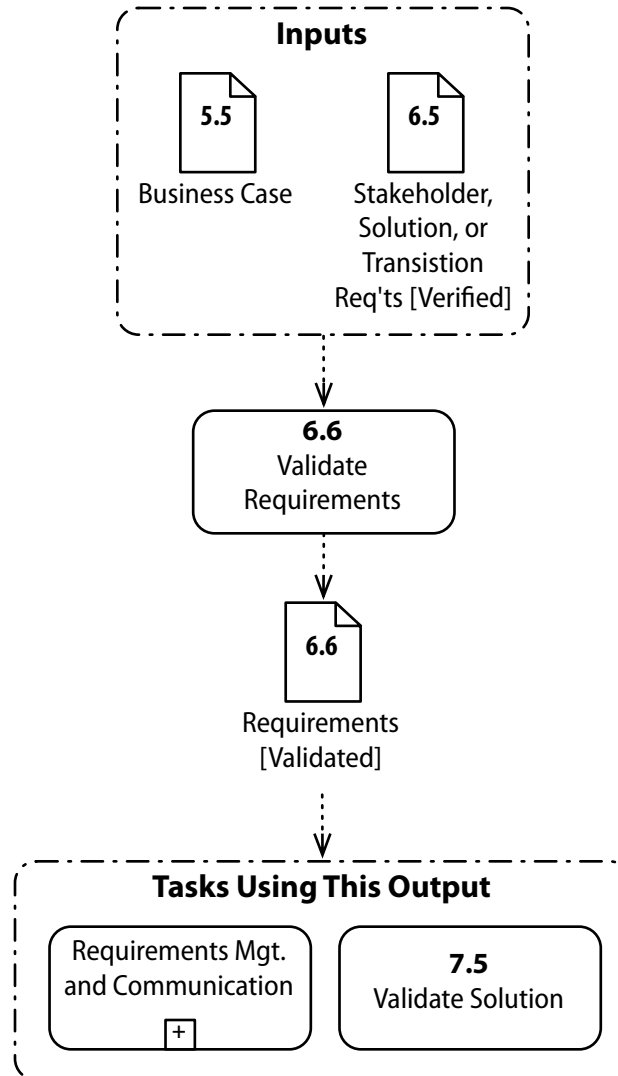 Inputs
5.5
Business Case
6.5
Stakeholder,
Solution, or
Transistion
Req'ts [Verified]
6.6
Validate
Requirements
6.6
Requirements
[Validated]
Tasks Using This Output
Requirements Mgt.
and Communication
+
7.5
Validate Solution